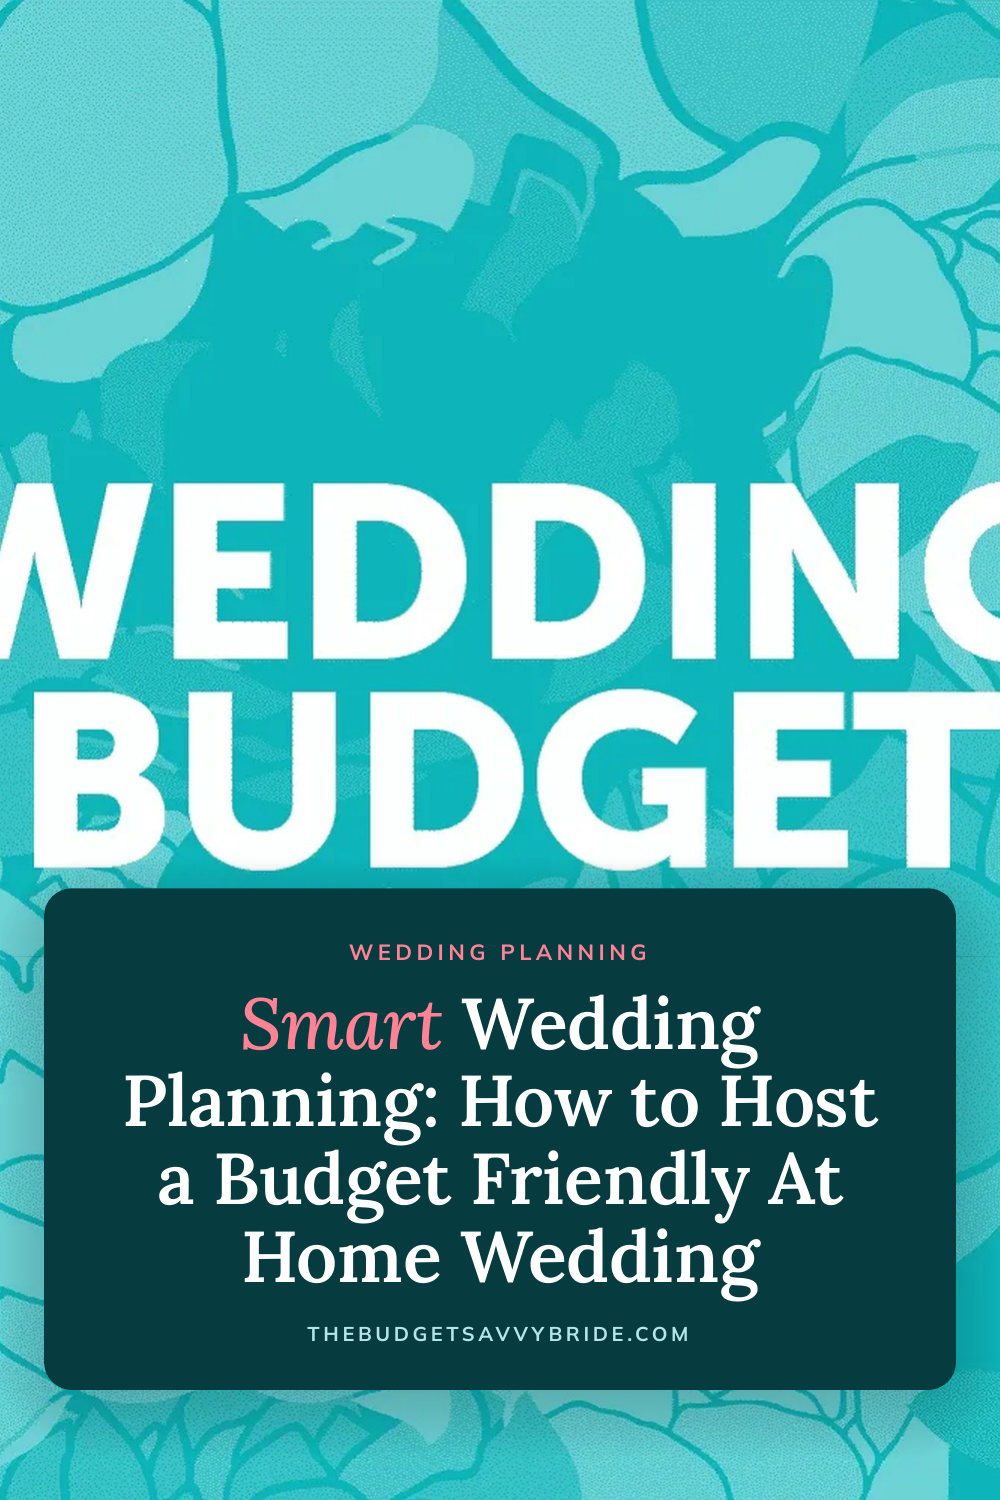 WEDDING
BUDGET
WEDDING PLANNING
Smart Wedding
Planning: How to Host
a Budget Friendly At
Home Wedding
THEBUDGETSAVVYBRIDE.COM